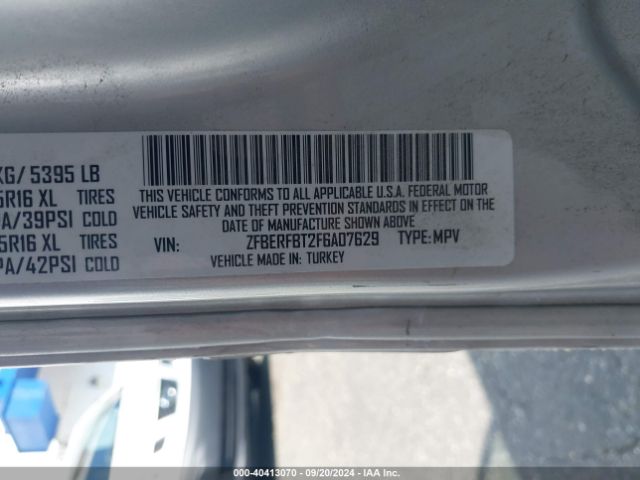 KG/ 5395 LB
5R16 XL TIRES
PA/39PSI COLD
5R16 XL TIRES
PA/42PSI COLD
THIS VEHICLE CONFORMS TO ALL APPLICABLE U.S.A. FEDERAL MOTOR
VEHICLE SAFETY AND THEFT PREVENTION STANDARDS IN EFFECT ON THE
DATE OF MANUFACTURE SHOWN ABOVE
VIN: ZFBERFBT2F6A07629 TYPE: MPV
VEHICLE MADE IN: TURKEY
000-40413070 - 09/20/2024 - IAA Inc.